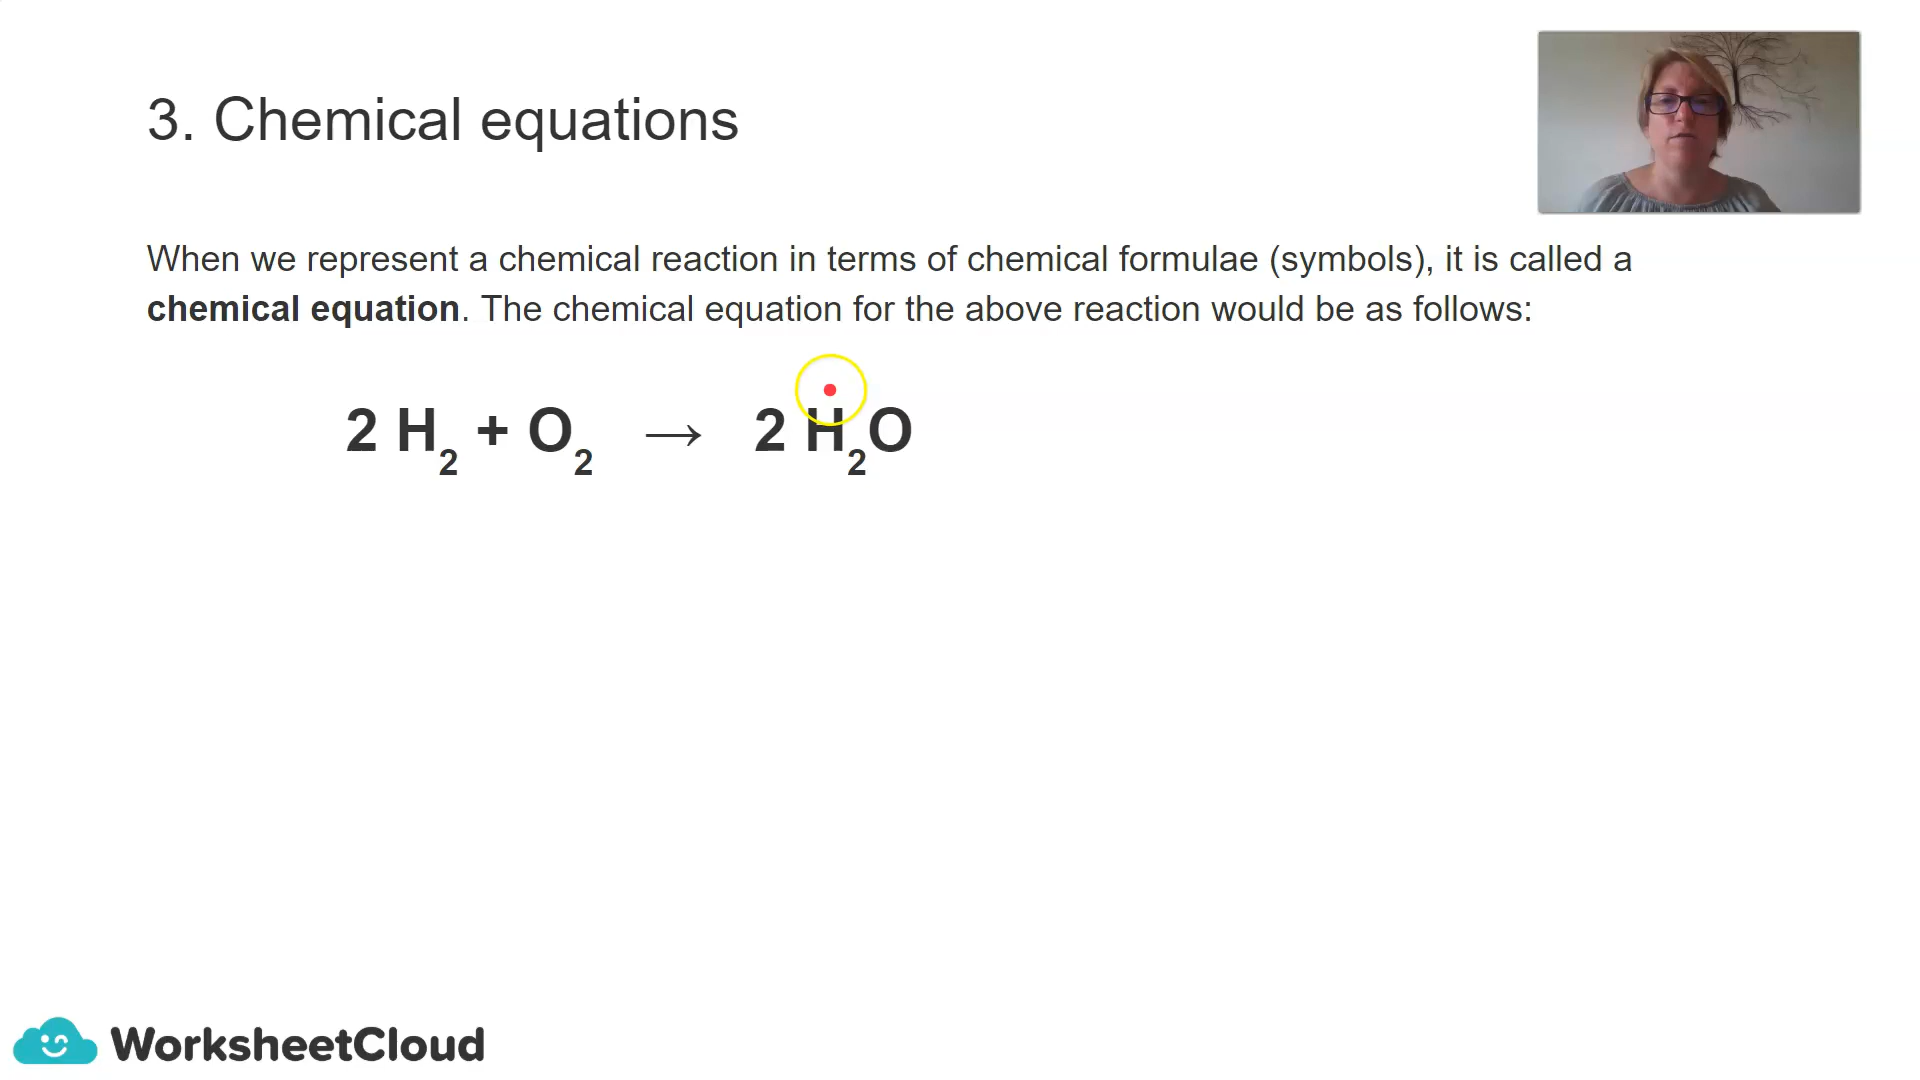 3. Chemical equations
When we represent a chemical reaction in terms of chemical formulae (symbols), it is called a
chemical equation. The chemical equation for the above reaction would be as follows:
2 H₂ + O₂ → 2 H₂O
WorksheetCloud